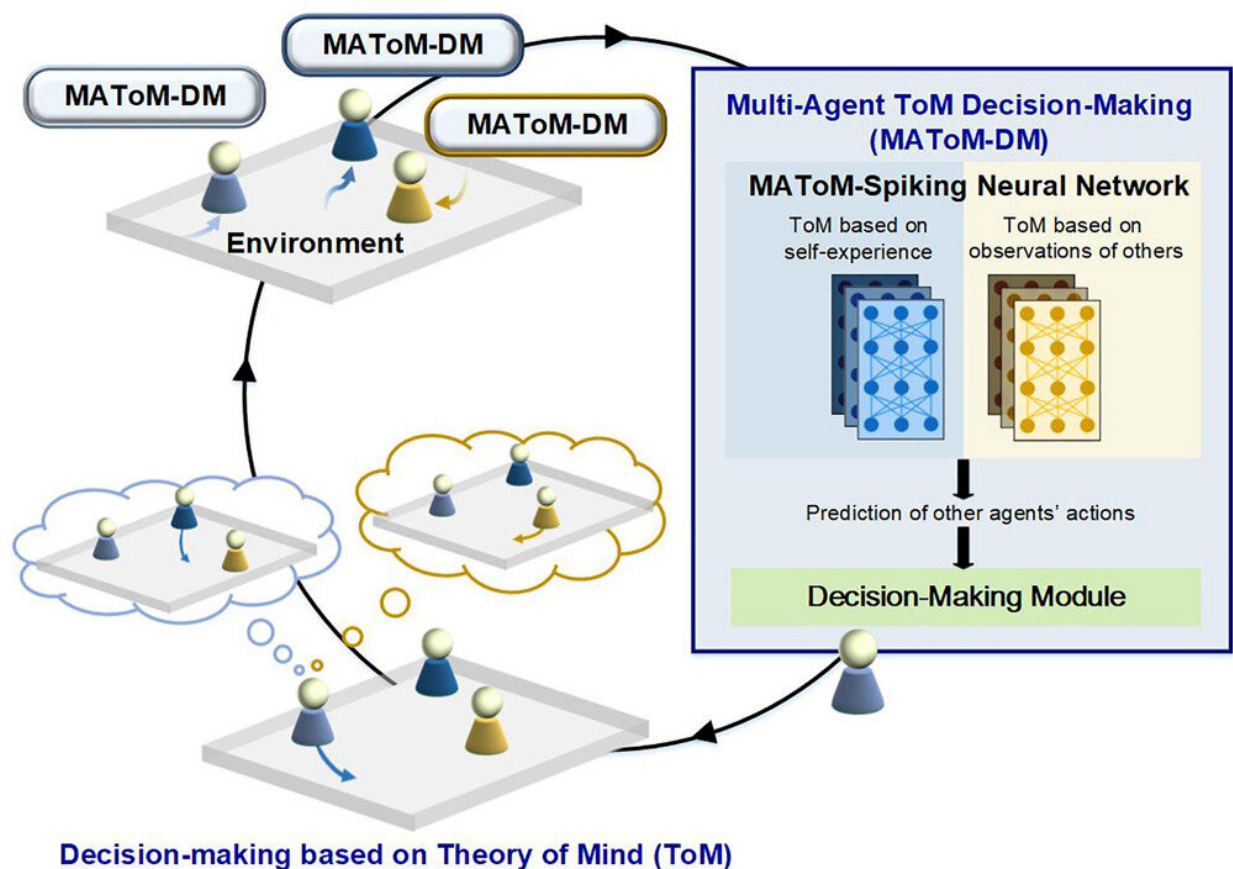 MAToM-DM
MAToM-DM
MAToM-DM
Environment
Multi-Agent ToM Decision-Making
(MAToM-DM)
MAToM-Spiking Neural Network
ToM based on
self-experience
ToM based on
observations of others
Prediction of other agents’ actions
Decision-Making Module
Decision-making based on Theory of Mind (ToM)